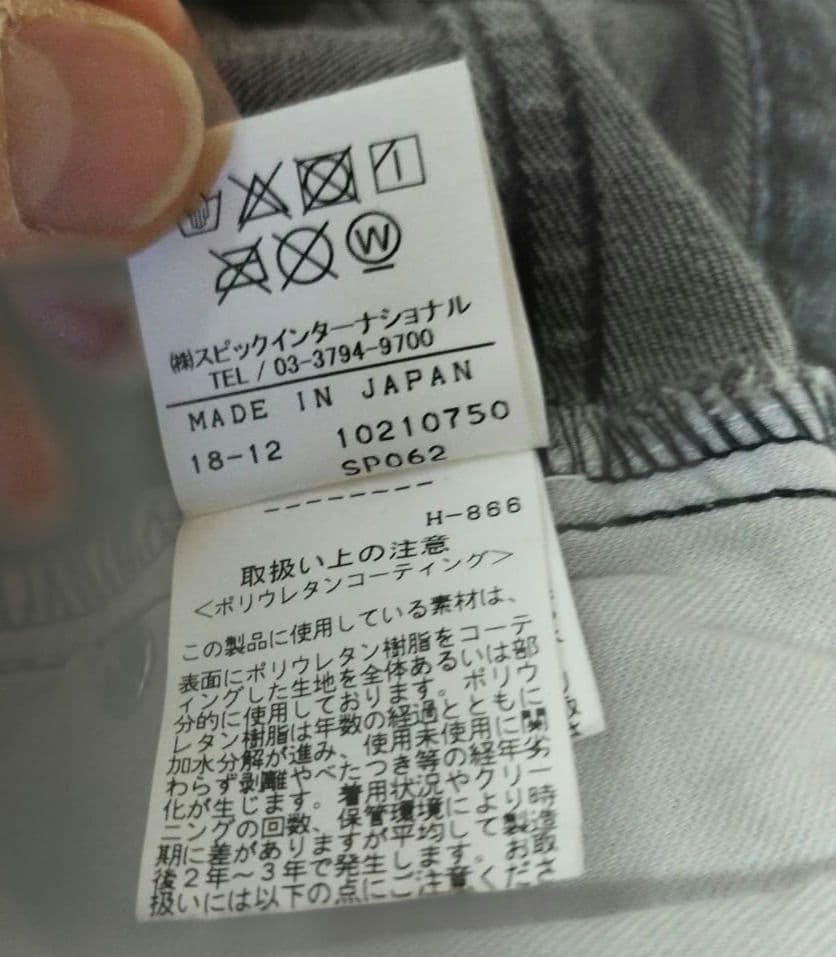 W
㈱スピックインターナショナル
TEL / 03-3794-9700
MADE IN JAPAN
18-12 10210750
SP062
--------
H-866
取扱い上の注意
<ポリウレタンコーティング>
この製品に使用している素材は、
表面にポリウレタン樹脂をコーテ
ィングした生地を全体あるいは部
分的に使用しております。ポリウ
レタン樹脂は年数の経過とともに
加水分解が進み、使用未使用に関
わらず剥離やべたつき等の経年劣
化が生じます。着用状況やクリー
ニングの回数、保管環境により時
期に差がありますが平均して製造
後2年～3年で発生します。お取
扱いには以下の点にご注意くださ